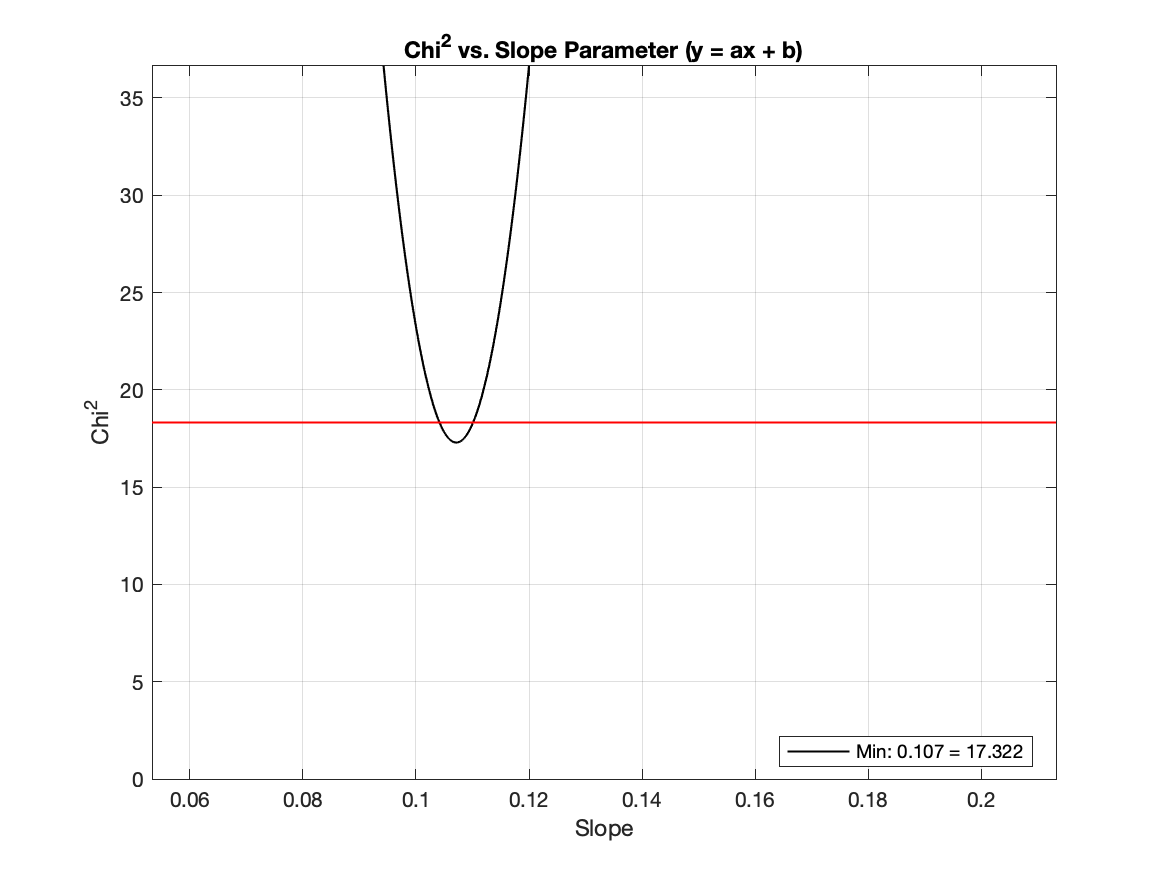 Chi² vs. Slope Parameter (y = ax + b)
35
30
25
20
15
10
5
0
Chi²
Min: 0.107 = 17.322
0.06 0.08 0.1 0.12 0.14 0.16 0.18 0.2
Slope